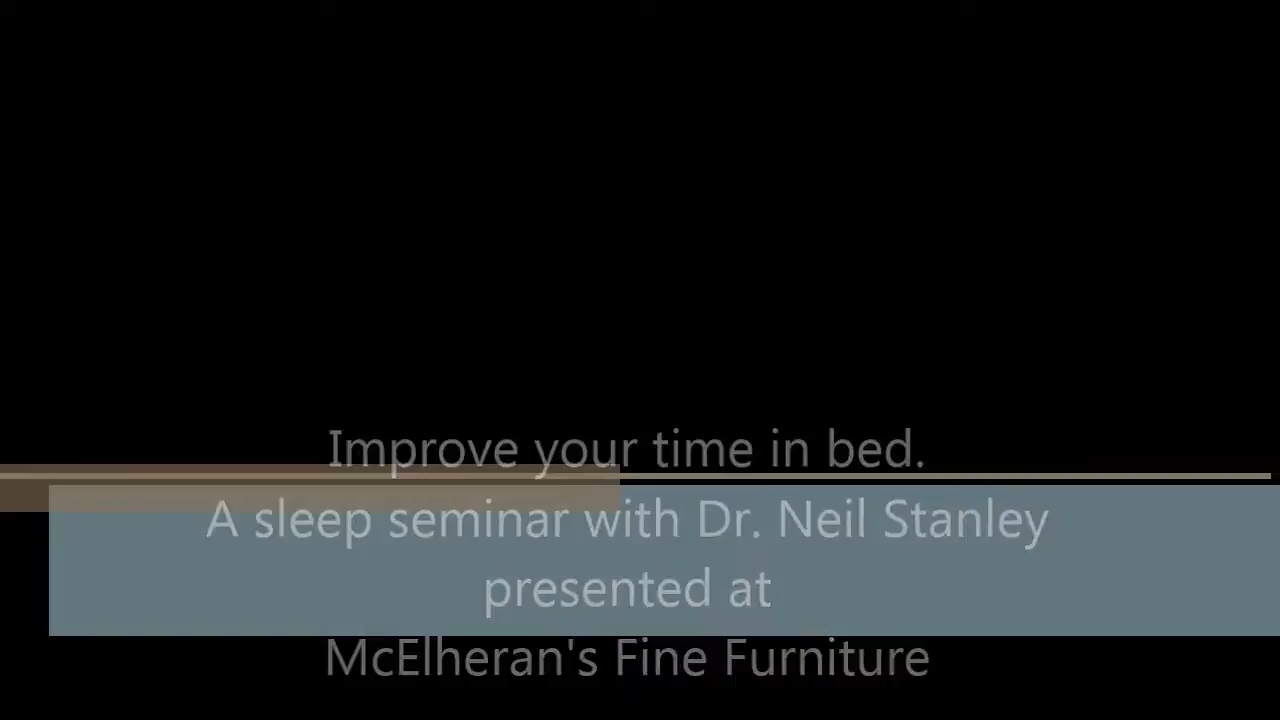 Improve your time in bed.
A sleep seminar with Dr. Neil Stanley
presented at
McElheran's Fine Furniture